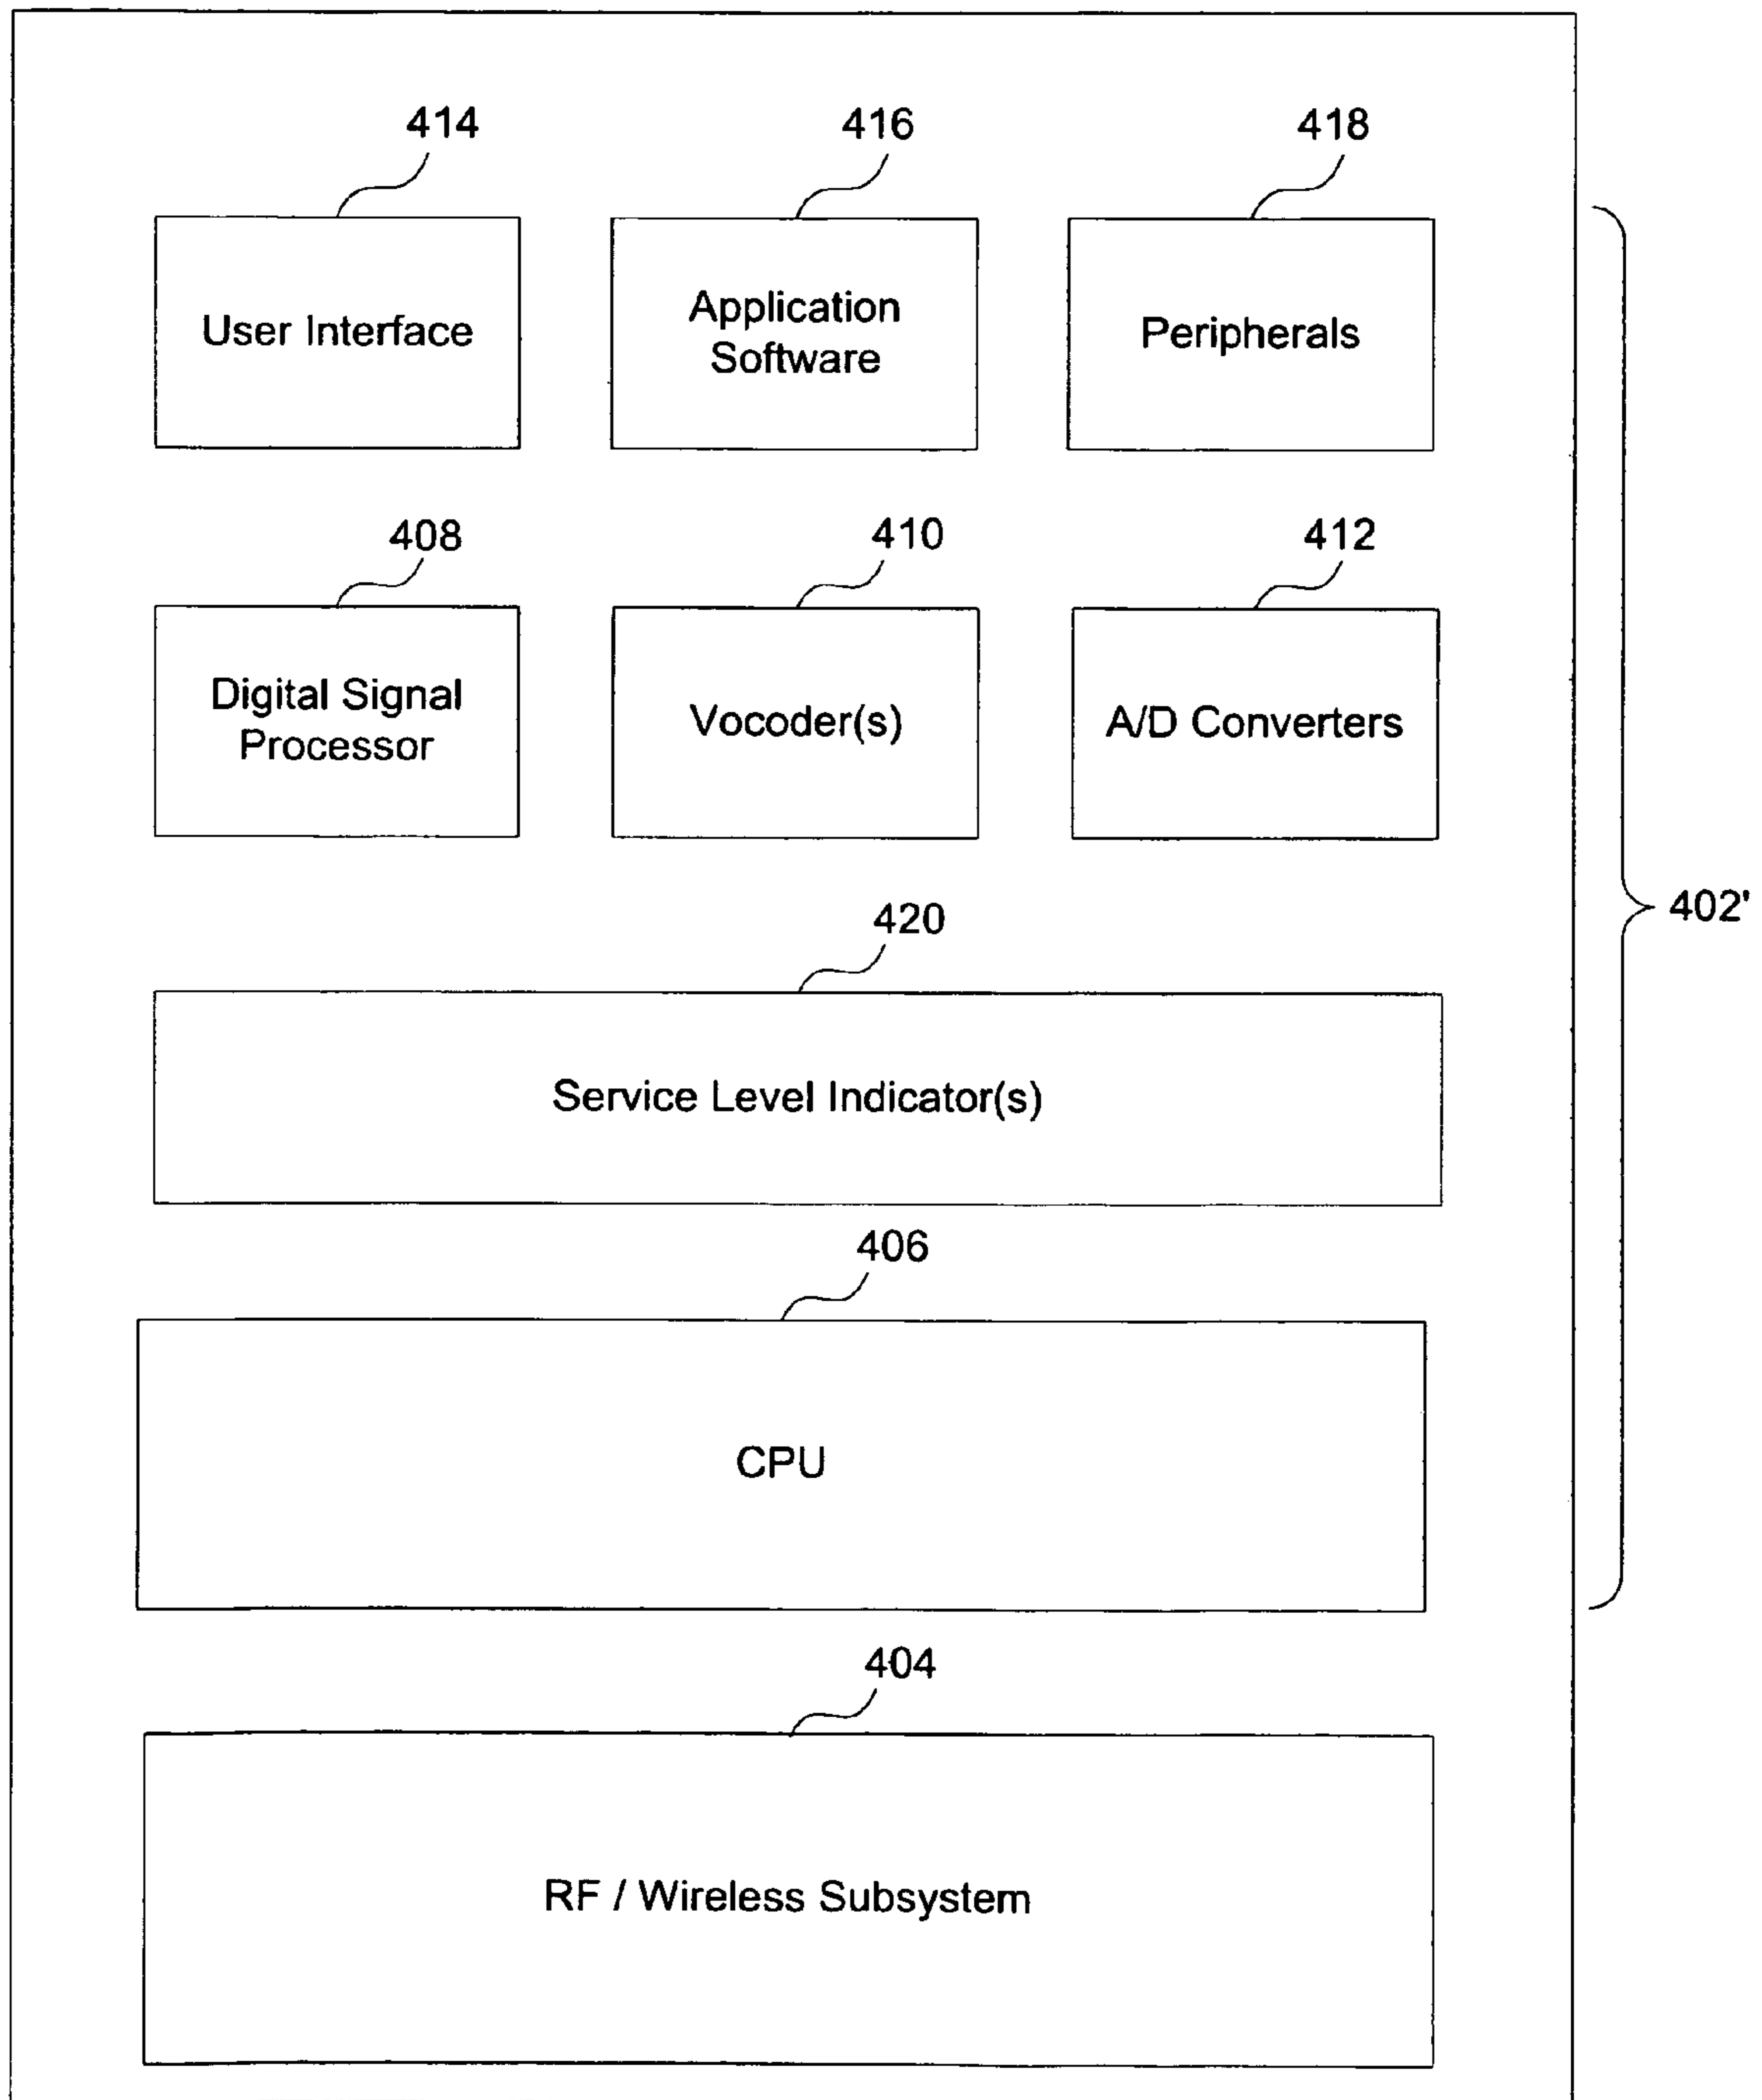 414
416
418
User Interface
Application
Software
Peripherals
408
410
412
Digital Signal
Processor
Vocoder(s)
A/D Converters
402'
420
Service Level Indicator(s)
406
CPU
404
RF / Wireless Subsystem